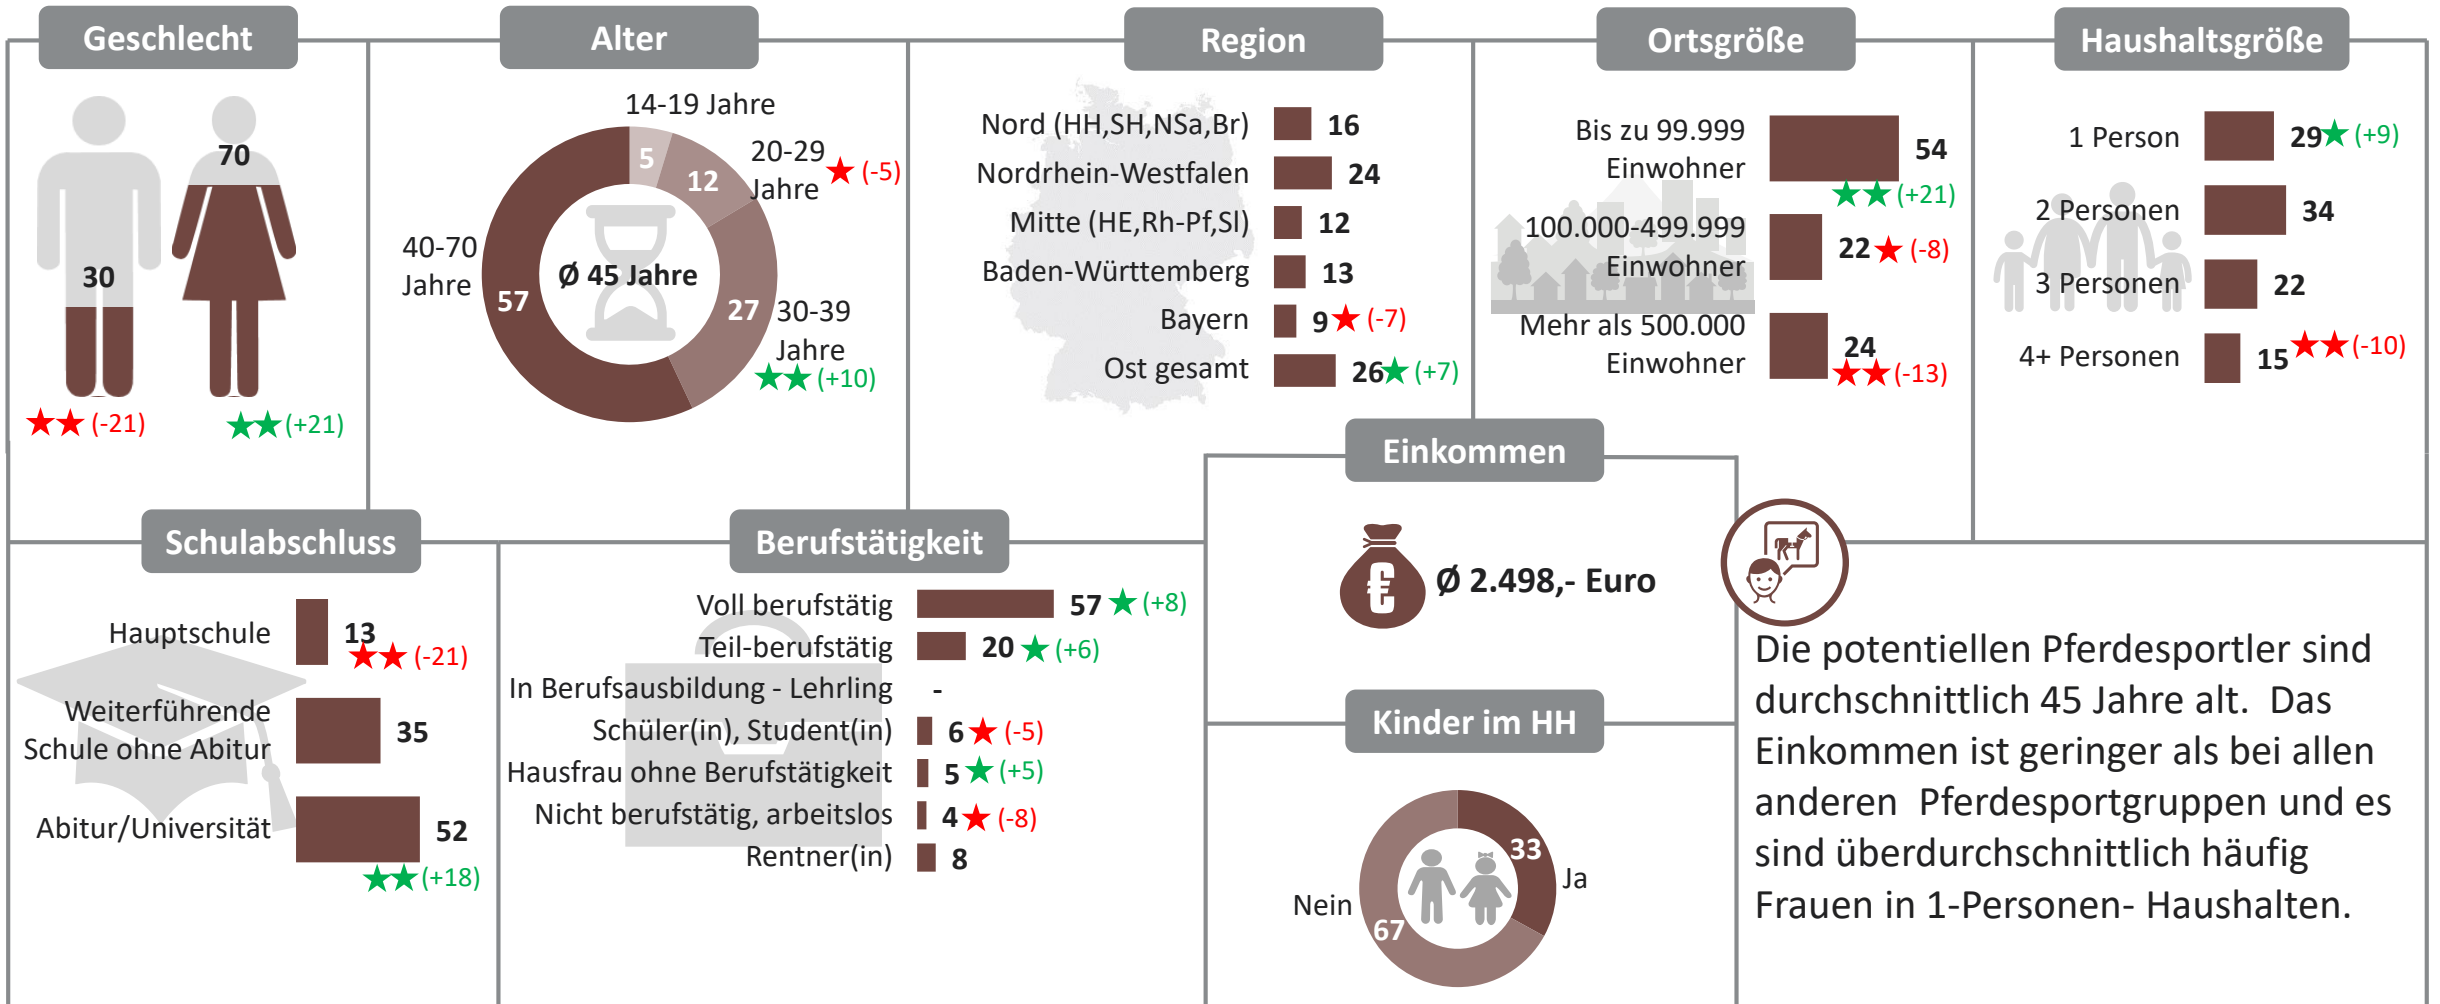 Geschlecht
70
30
(-21)
(+21)
Alter
14-19 Jahre
5
20-29
Jahre
(-5)
12
40-70
Jahre
Ø 45 Jahre
57
27
30-39
Jahre
(+10)
Region
Nord (HH,SH,NSa,Br) 16
Nordrhein-Westfalen 24
Mitte (HE,Rh-Pf,Sl) 12
Baden-Württemberg 13
Bayern 9 (-7)
Ost gesamt 26 (+7)
Ortsgröße
Bis zu 99.999
Einwohner
54
(+21)
100.000-499.999
Einwohner
22 (-8)
Mehr als 500.000
Einwohner
24
(-13)
Haushaltsgröße
1 Person 29 (+9)
2 Personen 34
3 Personen 22
4+ Personen 15 (-10)
Schulabschluss
Hauptschule 13
(-21)
Weiterführende
Schule ohne Abitur
35
Abitur/Universität 52
(+18)
Berufstätigkeit
Voll berufstätig 57 (+8)
Teil-berufstätig 20 (+6)
In Berufsausbildung - Lehrling -
Schüler(in), Student(in) 6 (-5)
Hausfrau ohne Berufstätigkeit 5 (+5)
Nicht berufstätig, arbeitslos 4 (-8)
Rentner(in) 8
Einkommen
€
Ø 2.498,- Euro
Kinder im HH
33
Ja
Nein
67
Die potentiellen Pferdesportler sind
durchschnittlich 45 Jahre alt. Das
Einkommen ist geringer als bei allen
anderen Pferdesportgruppen und es
sind überdurchschnittlich häufig
Frauen in 1-Personen- Haushalten.